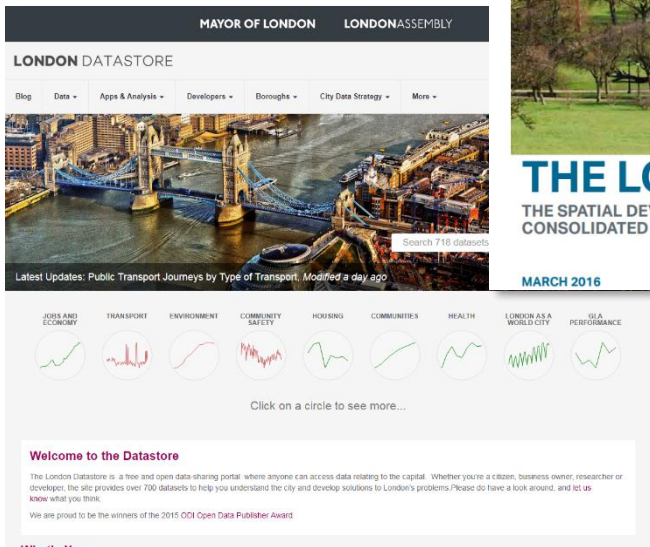 MAYOR OF LONDON LONDONASSEMBLY
LONDON DATASTORE
Blog Data Apps & Analysis Developers Boroughs City Data Strategy More
Search 718 datasets
Latest Updates: Public Transport Journeys by Type of Transport, Modified a day ago
THE LO
THE SPATIAL DE
CONSOLIDATED
MARCH 2016
JOBS AND ECONOMY TRANSPORT ENVIRONMENT COMMUNITY SAFETY HOUSING COMMUNITIES HEALTH LONDON AS A WORLD CITY GLA PERFORMANCE
Click on a circle to see more...
Welcome to the Datastore
The London Datastore is a free and open data-sharing portal where anyone can access data relating to the capital. Whether you're a citizen, business owner, researcher or
developer, the site provides over 700 datasets to help you understand the city and develop solutions to London's problems.Please do have a look around, and let us
know what you think.
We are proud to be the winners of the 2015 ODI Open Data Publisher Award.